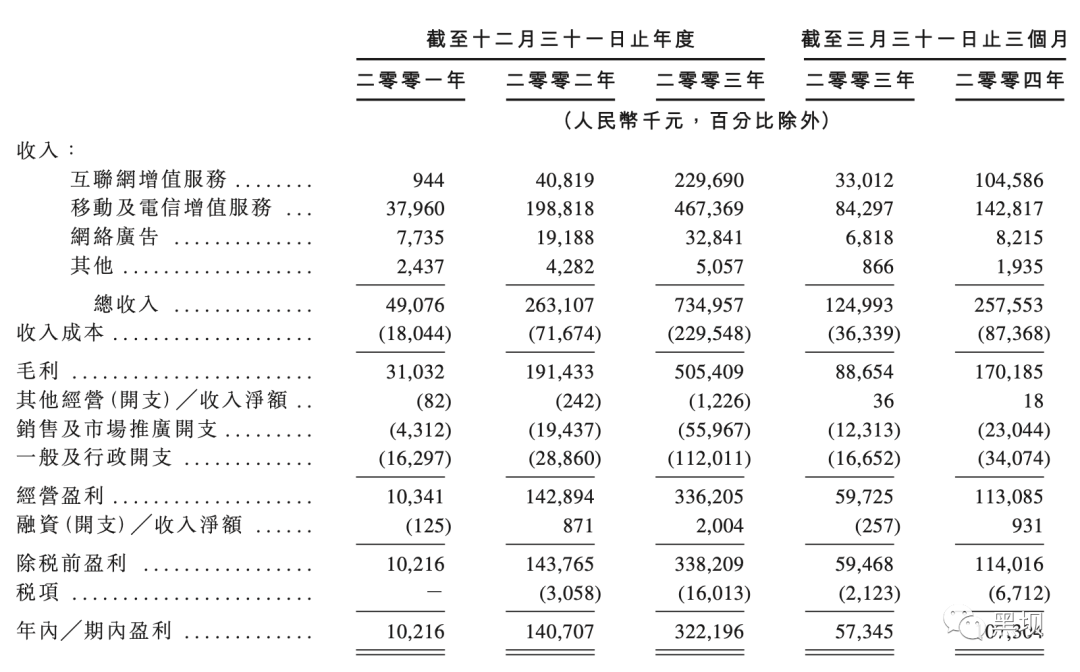 截至十二月三十一日止年度 截至三月三十一日止三個月
二零零一年 二零零二年 二零零三年 二零零三年 二零零四年
(人民幣千元，百分比除外)
收入：
互聯網增值服務 ........ 944 40,819 229,690 33,012 104,586
移動及電信增值服務 ... 37,960 198,818 467,369 84,297 142,817
網絡廣告 .............. 7,735 19,188 32,841 6,818 8,215
其他 ................... 2,437 4,282 5,057 866 1,935
總收入 .............. 49,076 263,107 734,957 124,993 257,553
收入成本 .................... (18,044) (71,674) (229,548) (36,339) (87,368)
毛利 ........................ 31,032 191,433 505,409 88,654 170,185
其他經營(開支)／收入淨額 .. (82) (242) (1,226) 36 18
銷售及市場推廣開支 ......... (4,312) (19,437) (55,967) (12,313) (23,044)
一般及行政開支 ............. (16,297) (28,860) (112,011) (16,652) (34,074)
經營盈利 .................... 10,341 142,894 336,205 59,725 113,085
融資(開支)／收入淨額 ...... (125) 871 2,004 (257) 931
除稅前盈利 ................. 10,216 143,765 338,209 59,468 114,016
稅項 ........................ — (3,058) (16,013) (2,123) (6,712)
年內／期內盈利 ............. 10,216 140,707 322,196 57,345
黑现